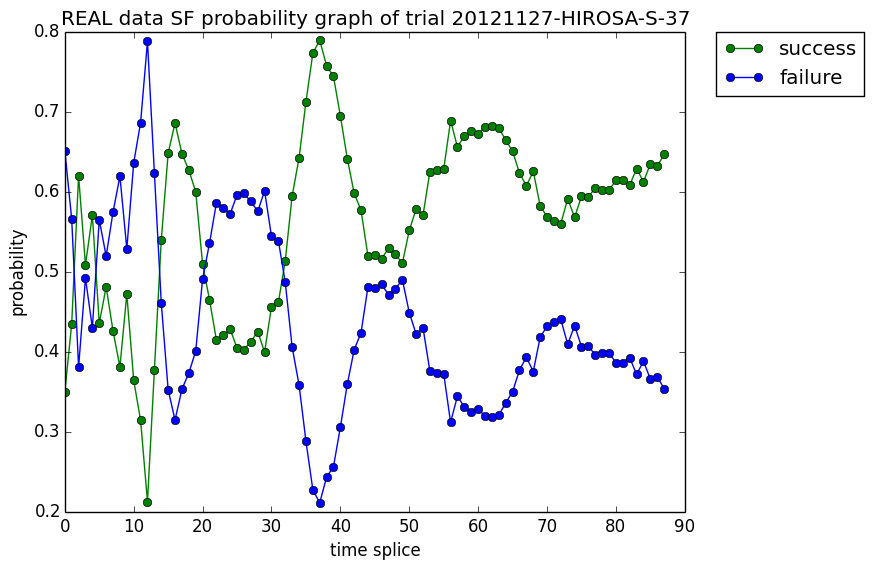 REAL data SF probability graph of trial 20121127-HIROSA-S-37
success
failure
probability
0.8
0.7
0.6
0.5
0.4
0.3
0.2
0 10 20 30 40 50 60 70 80 90
time splice